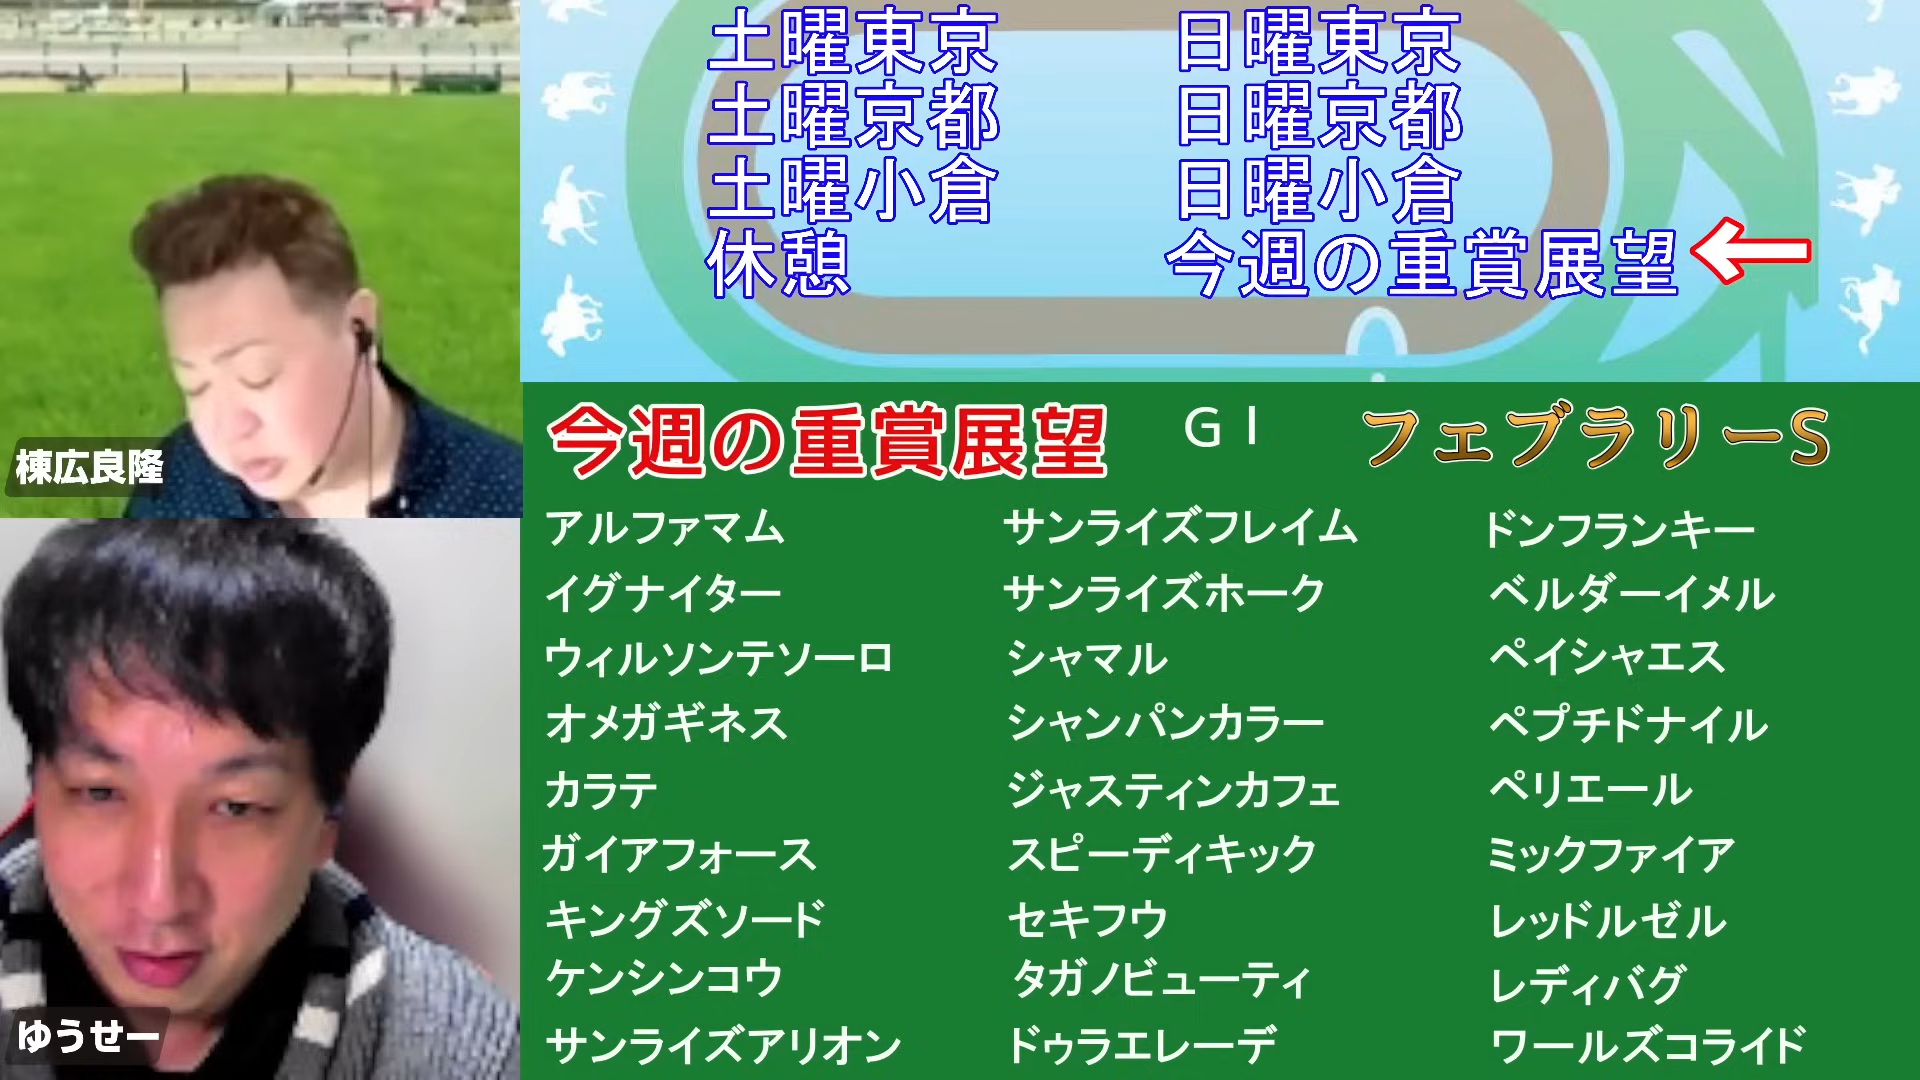 土曜東京 日曜東京
土曜京都 日曜京都
土曜小倉 日曜小倉
休憩 今週の重賞展望
棟広良隆
ゆうせー
今週の重賞展望 GⅠ フェブラリーS
アルファマム サンライズフレイム ドンフランキー
イグナイター サンライズホーク ベルダーイメル
ウィルソンテソーロ シャマル ペイシャエス
オメガギネス シャンパンカラー ペプチドナイル
カラテ ジャスティンカフェ ペリエール
ガイアフォース スピーディキック ミックファイア
キングズソード セキフウ レッドルゼル
ケンシンコウ タガノビューティ レディバグ
サンライズアリオン ドゥラエレーデ ワールズコライド